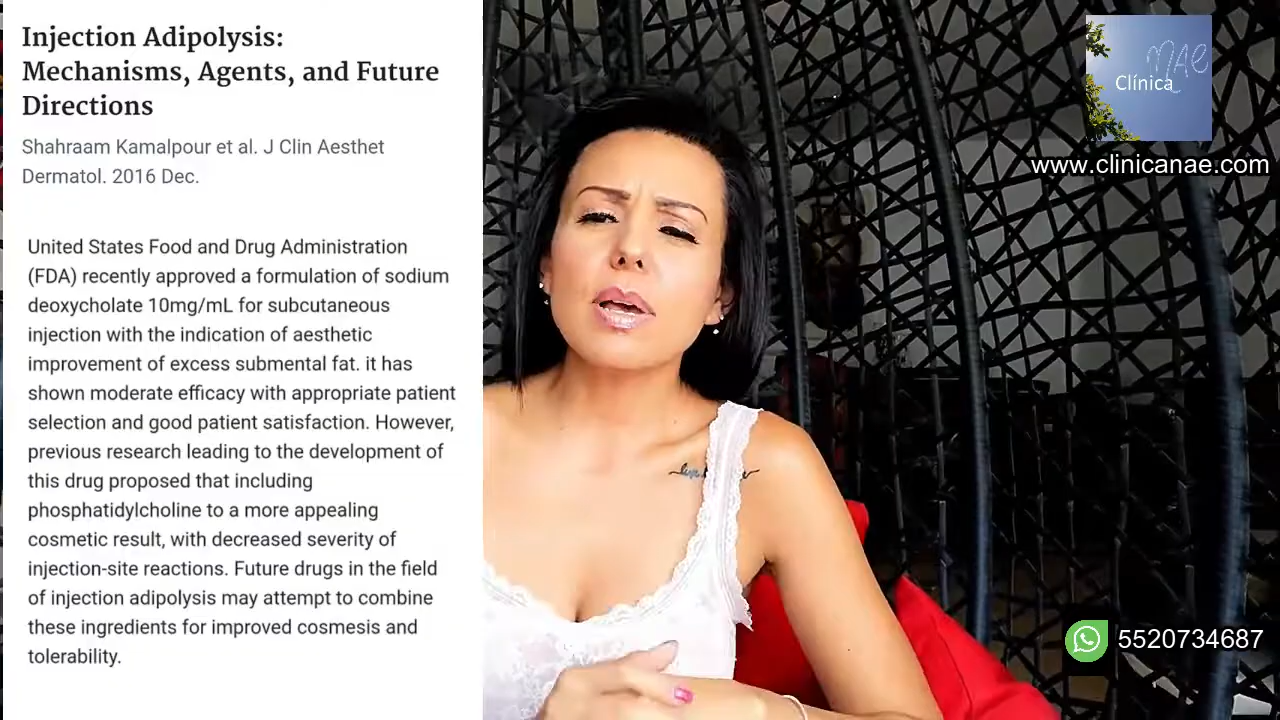 Injection Adipolysis:
Mechanisms, Agents, and Future
Directions
Shahraam Kamalpour et al. J Clin Aesthet
Dermatol. 2016 Dec.
United States Food and Drug Administration
(FDA) recently approved a formulation of sodium
deoxycholate 10mg/mL for subcutaneous
injection with the indication of aesthetic
improvement of excess submental fat. it has
shown moderate efficacy with appropriate patient
selection and good patient satisfaction. However,
previous research leading to the development of
this drug proposed that including
phosphatidylcholine to a more appealing
cosmetic result, with decreased severity of
injection-site reactions. Future drugs in the field
of injection adipolysis may attempt to combine
these ingredients for improved cosmesis and
tolerability.
Clínica
www.clinicanae.com
5520734687